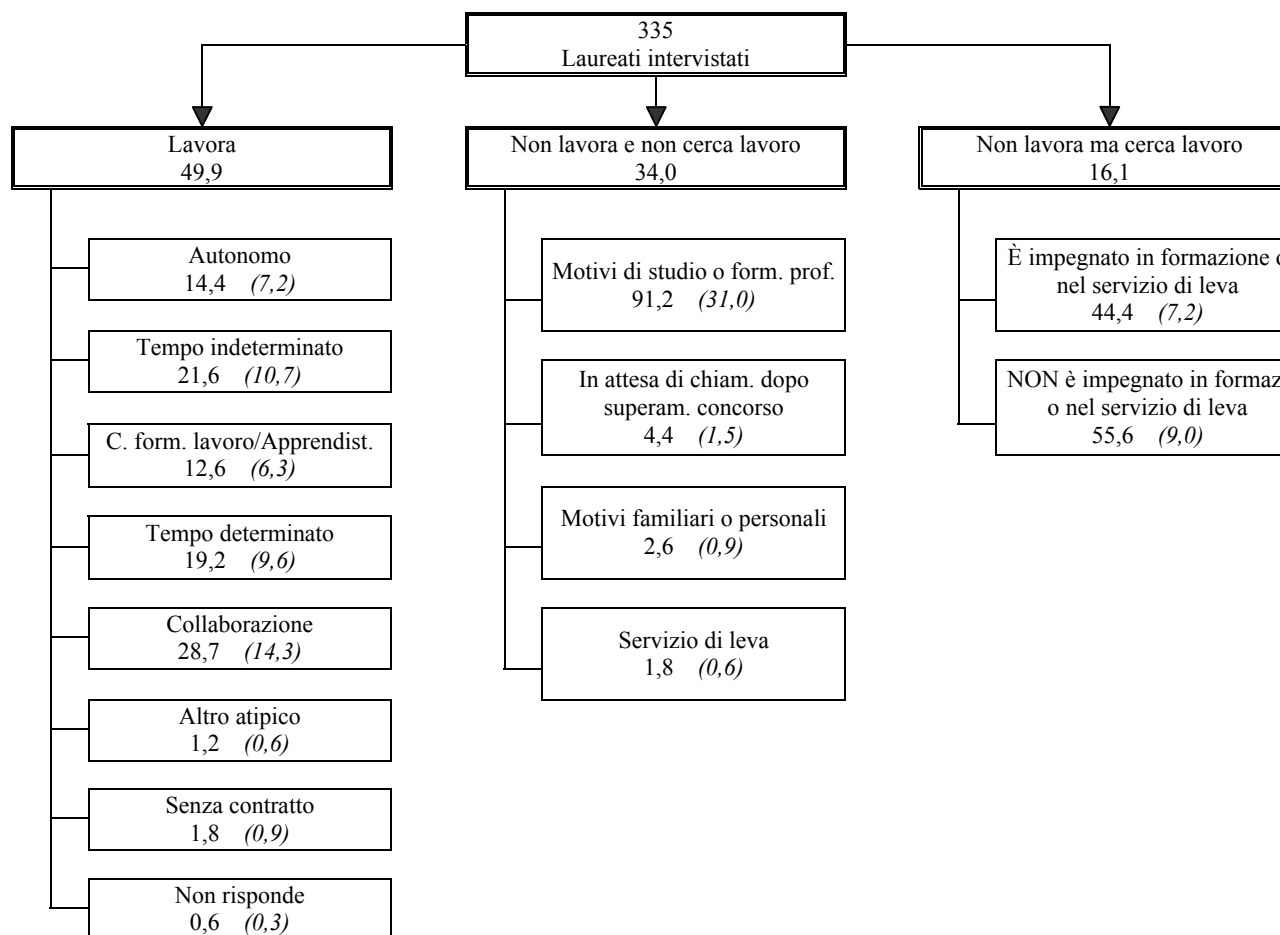 335
Laureati intervistati
Lavora
49,9
Autonomo
14,4 (7,2)
Tempo indeterminato
21,6 (10,7)
C. form. lavoro/Apprendist.
12,6 (6,3)
Tempo determinato
19,2 (9,6)
Collaborazione
28,7 (14,3)
Altro atipico
1,2 (0,6)
Senza contratto
1,8 (0,9)
Non risponde
0,6 (0,3)
Non lavora e non cerca lavoro
34,0
Motivi di studio o form. prof.
91,2 (31,0)
In attesa di chiam. dopo
superam. concorso
4,4 (1,5)
Motivi familiari o personali
2,6 (0,9)
Servizio di leva
1,8 (0,6)
Non lavora ma cerca lavoro
16,1
È impegnato in formazione
nel servizio di leva
44,4 (7,2)
NON è impegnato in
o nel servizio di leva
55,6 (9,0)